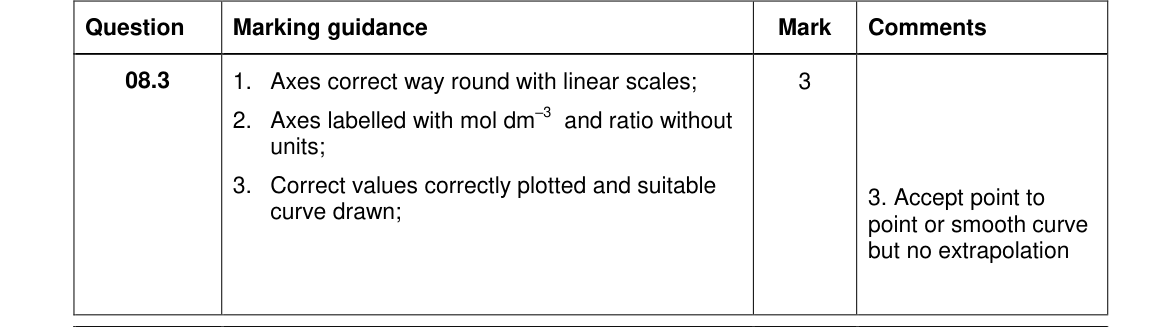 Question Marking guidance Mark Comments
08.3 1. Axes correct way round with linear scales; 3
2. Axes labelled with mol dm⁻³ and ratio without
units;
3. Correct values correctly plotted and suitable
curve drawn;
3. Accept point to
point or smooth curve
but no extrapolation